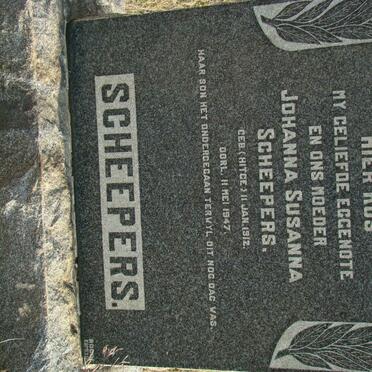 HIER RUS
MY GELIEFDE EGGENOTE
EN ONS MOEDER
JOHANNA SUSANNA
SCHEEPERS.
GEB. (HITGE) 11 JAN. 1912.
OORL. 11 MEI 1947.
HAAR SON HET ONDERGEGAAN TERWYL DIT NOG DAG WAS.
SCHEEPERS.